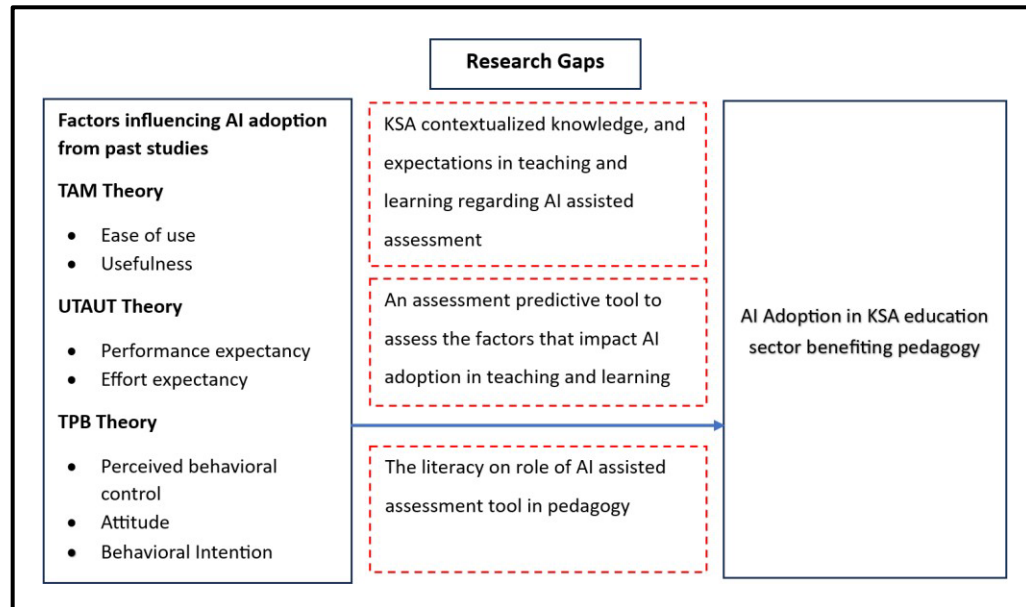 Research Gaps
Factors influencing AI adoption
from past studies
TAM Theory
• Ease of use
• Usefulness
UTAUT Theory
• Performance expectancy
• Effort expectancy
TPB Theory
• Perceived behavioral
control
• Attitude
• Behavioral Intention
KSA contextualized knowledge, and
expectations in teaching and
learning regarding AI assisted
assessment
An assessment predictive tool to
assess the factors that impact AI
adoption in teaching and learning
The literacy on role of AI assisted
assessment tool in pedagogy
AI Adoption in KSA education
sector benefiting pedagogy